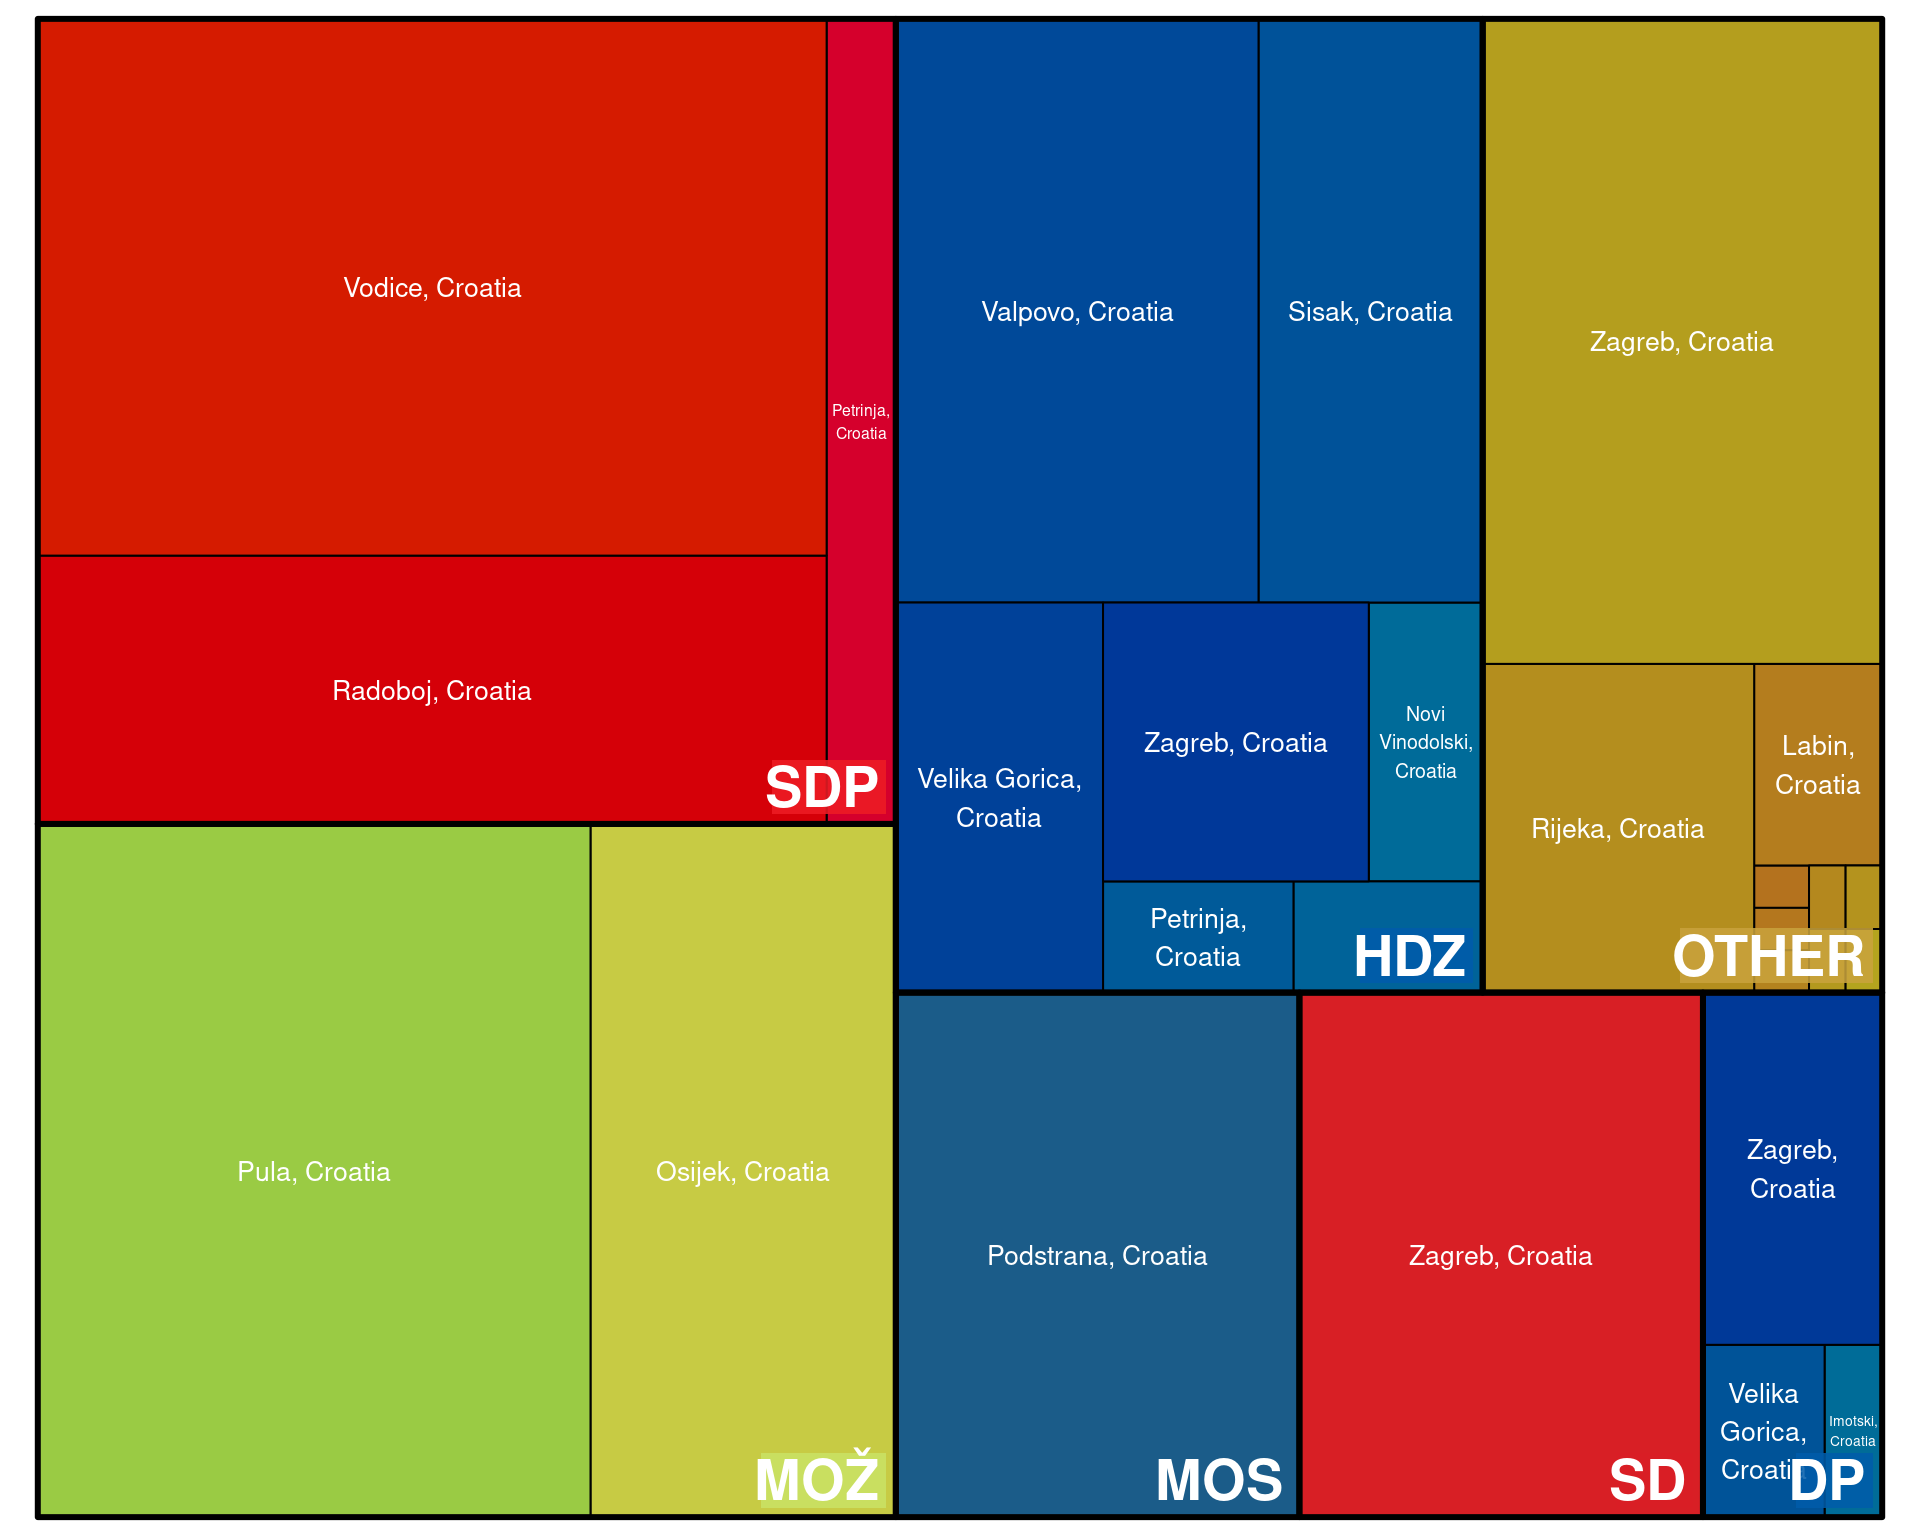 Vodice, Croatia
Petrinja,
Croatia
Radoboj, Croatia
SDP
Pula, Croatia
Osijek, Croatia
MOŽ
Valpovo, Croatia
Sisak, Croatia
Velika Gorica,
Croatia
Zagreb, Croatia
Novi
Vinodolski,
Croatia
Petrinja,
Croatia
HDZ
Zagreb, Croatia
Rijeka, Croatia
Labin,
Croatia
OTHER
Podstrana, Croatia
MOS
Zagreb, Croatia
SD
Zagreb,
Croatia
Velika
Gorica,
Croatia
Imotski,
Croatia
DP